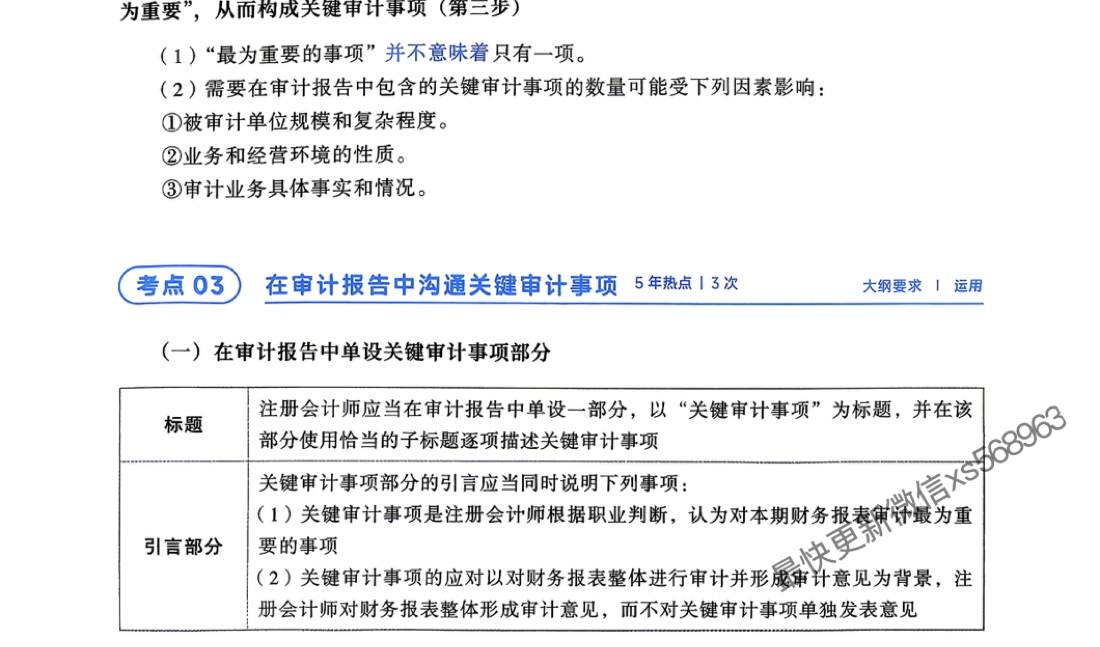 为重要”，从而构成关键审计事项（第三步）
（1）“最为重要的事项”并不意味着只有一项。
（2）需要在审计报告中包含的关键审计事项的数量可能受下列因素影响：
①被审计单位规模和复杂程度。
②业务和经营环境的性质。
③审计业务具体事实和情况。
考点 03 在审计报告中沟通关键审计事项 5 年热点 | 3 次 大纲要求 | 运用
（一）在审计报告中单设关键审计事项部分
标题
注册会计师应当在审计报告中单设一部分，以“关键审计事项”为标题，并在该
部分使用恰当的子标题逐项描述关键审计事项
引言部分
关键审计事项部分的引言应当同时说明下列事项：
（1）关键审计事项是注册会计师根据职业判断，认为对本期财务报表审计最为重
要的事项
（2）关键审计事项的应对以对财务报表整体进行审计并形成审计意见为背景，注
册会计师对财务报表整体形成审计意见，而不对关键审计事项单独发表意见
最快更新微信xs568963